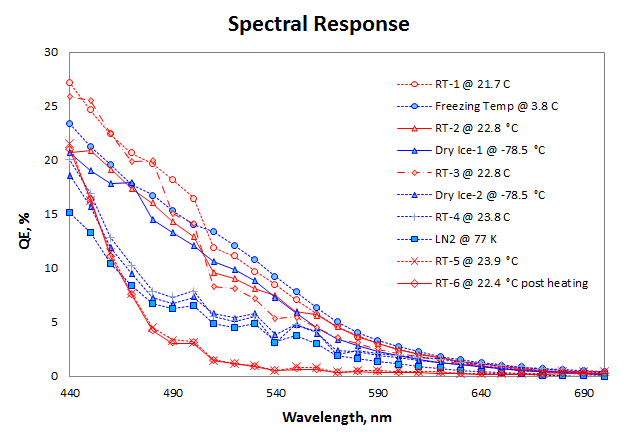 Spectral Response
30
25
20
15
10
5
0
QE, %
RT-1 @ 21.7 C
Freezing Temp @ 3.8 C
RT-2 @ 22.8 °C
Dry Ice-1 @ -78.5 °C
RT-3 @ 22.8 C
Dry Ice-2 @ -78.5 °C
RT-4 @ 23.8 C
LN2 @ 77 K
RT-5 @ 23.9 °C
RT-6 @ 22.4 °C post heating
440 490 540 590 640 690
Wavelength, nm